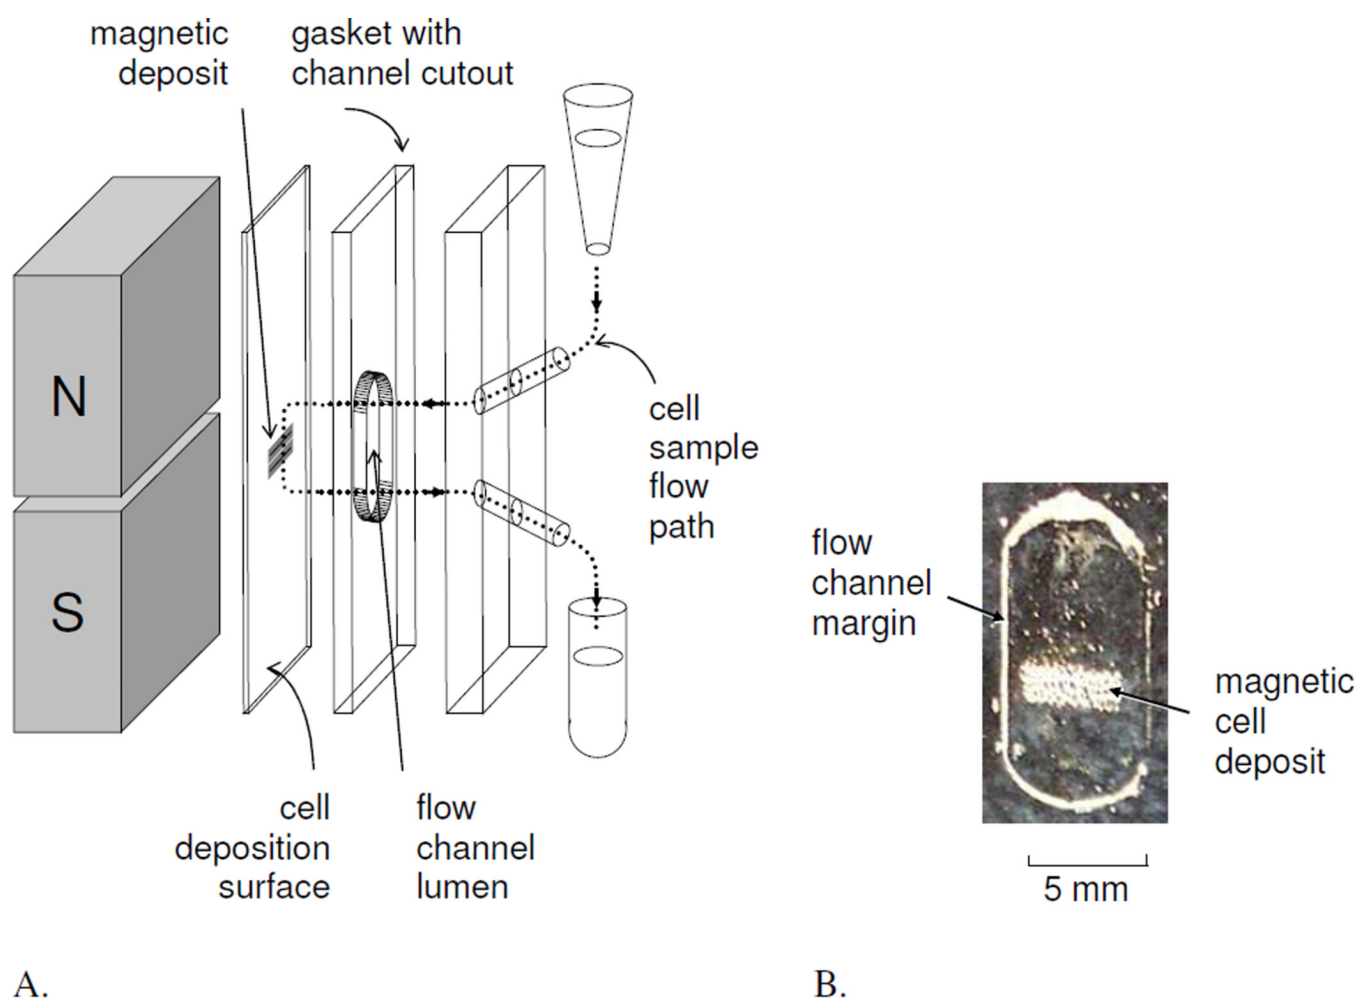 magnetic
deposit
gasket with
channel cutout
N
S
cell
sample
flow
path
cell
deposition
surface
flow
channel
lumen
A.
flow
channel
margin
magnetic
cell
deposit
5 mm
B.